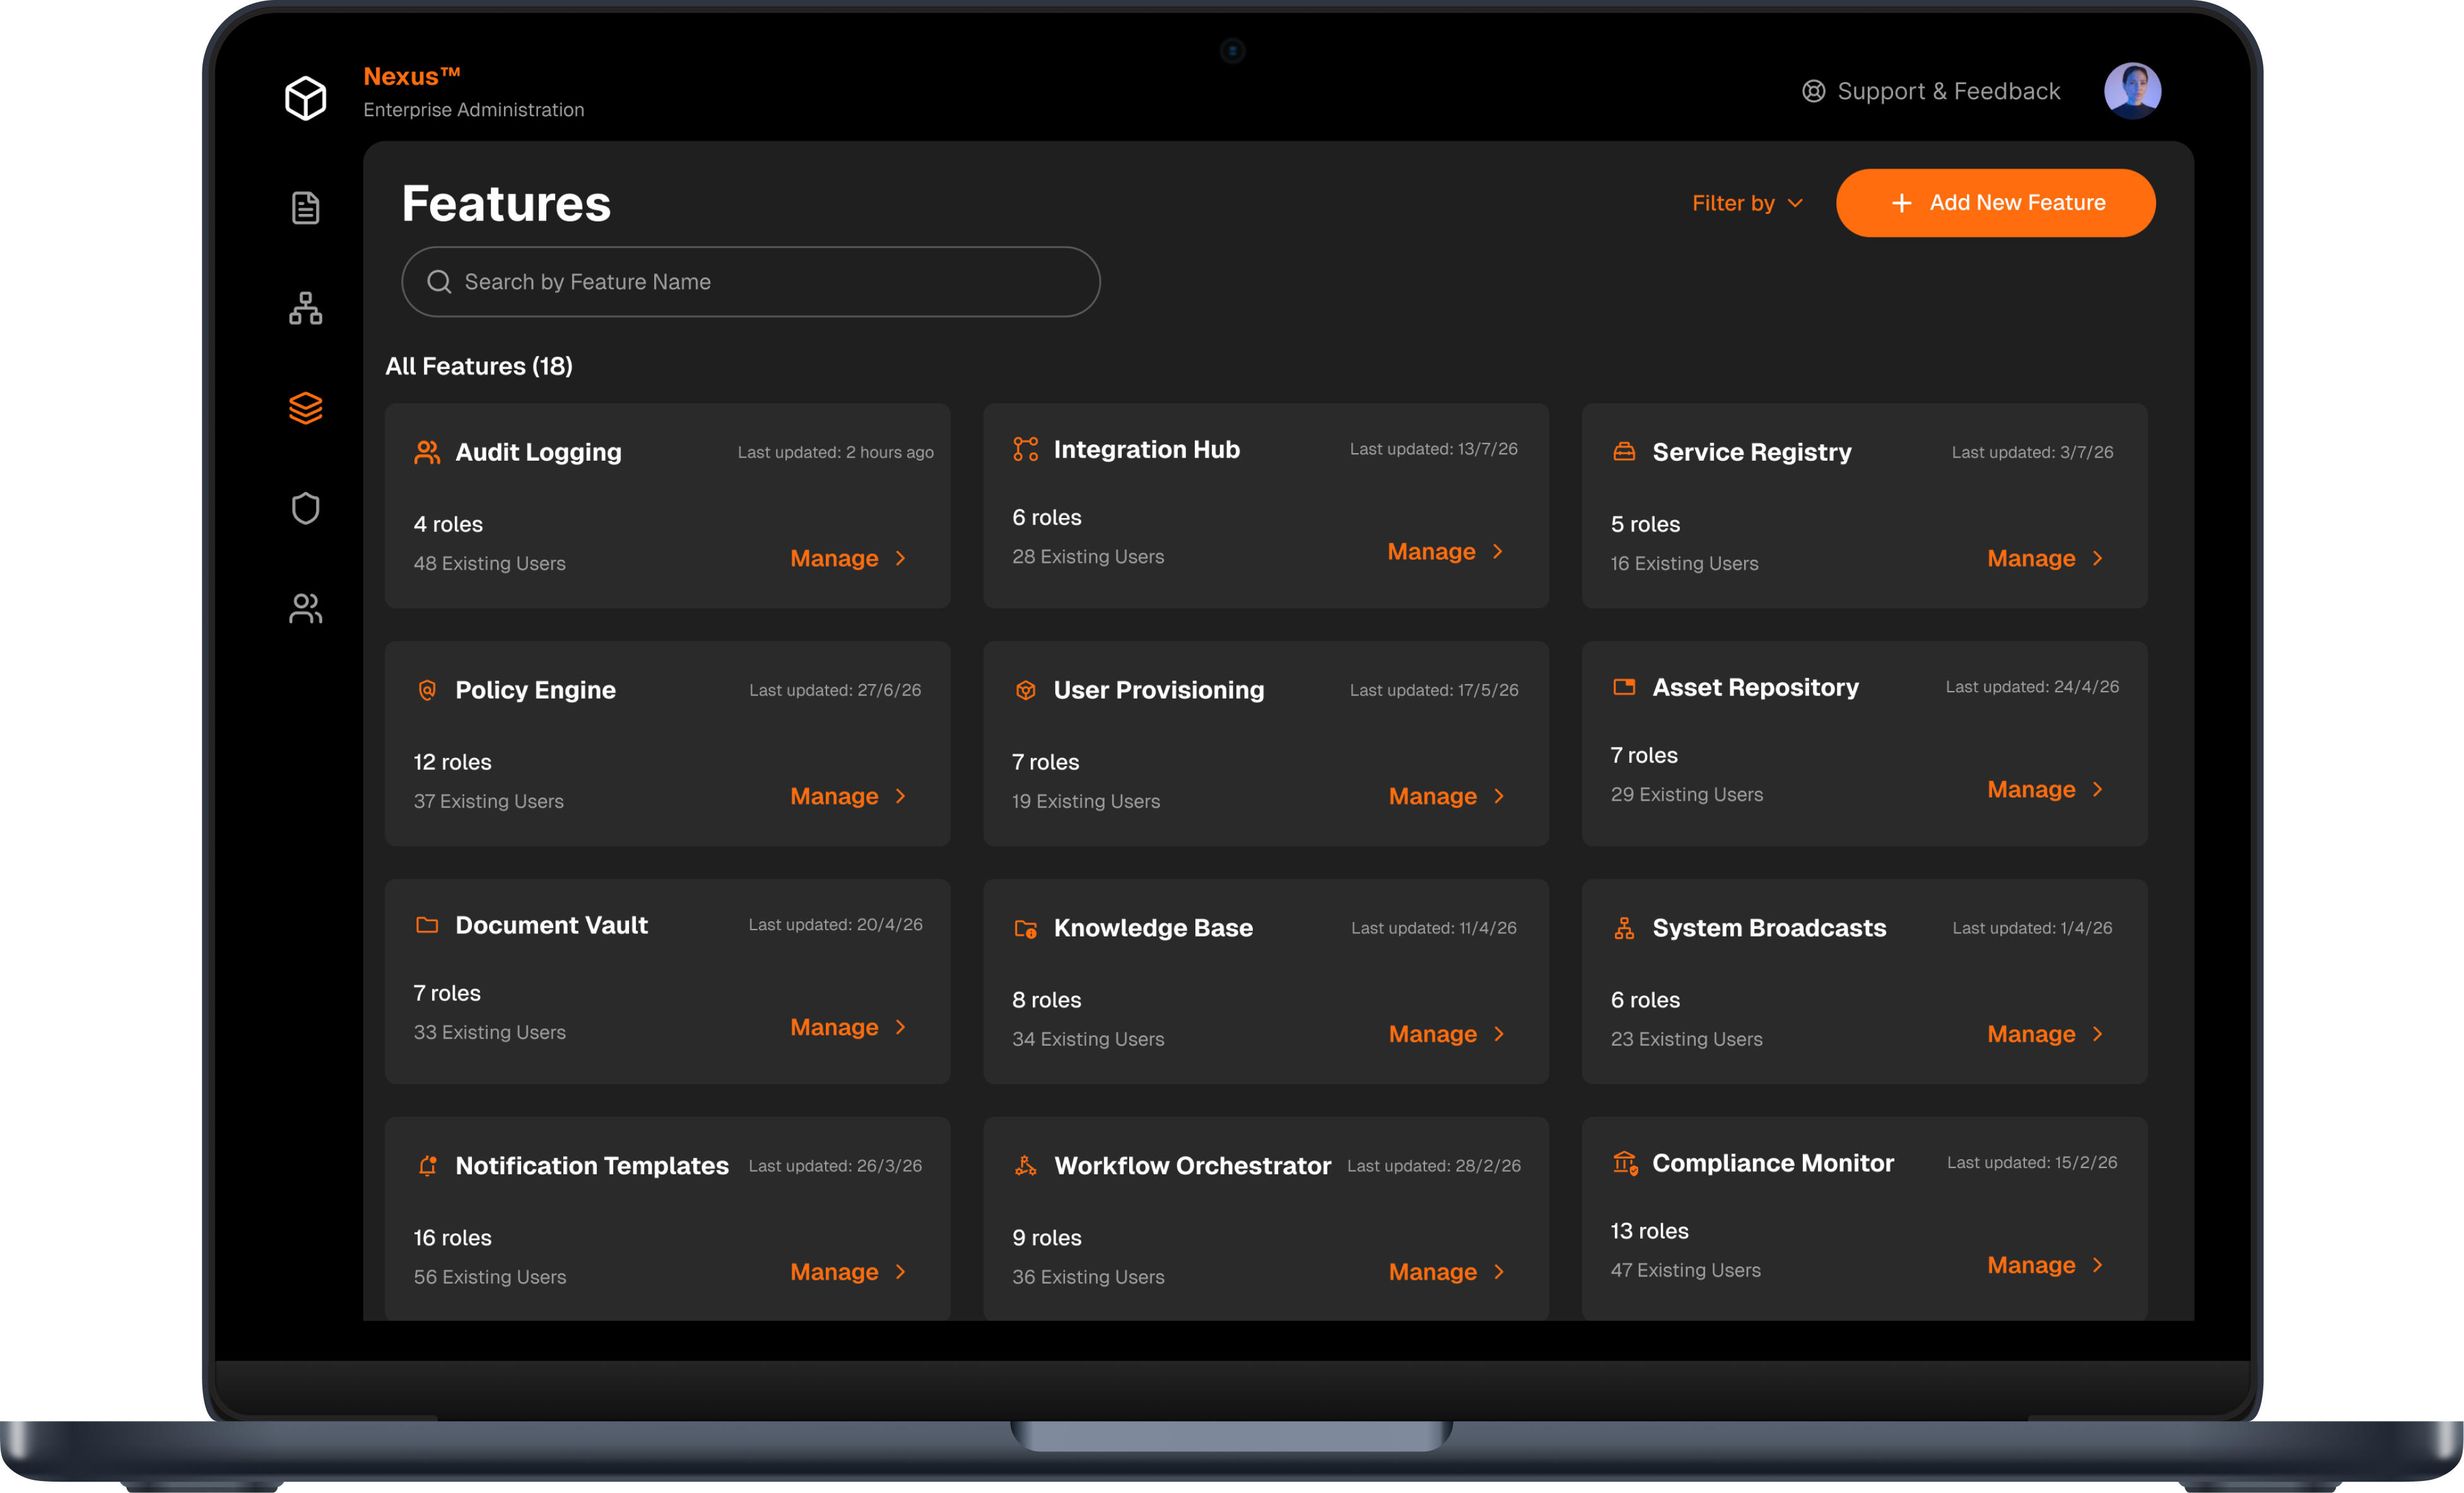 Nexus™
Enterprise Administration
Support & Feedback
Features
Filter by
Add New Feature
Search by Feature Name
All Features (18)
Audit Logging
Last updated: 2 hours ago
4 roles
48 Existing Users
Manage
Integration Hub
Last updated: 13/7/26
6 roles
28 Existing Users
Manage
Service Registry
Last updated: 3/7/26
5 roles
16 Existing Users
Manage
Policy Engine
Last updated: 27/6/26
12 roles
37 Existing Users
Manage
User Provisioning
Last updated: 17/5/26
7 roles
19 Existing Users
Manage
Asset Repository
Last updated: 24/4/26
7 roles
29 Existing Users
Manage
Document Vault
Last updated: 20/4/26
7 roles
33 Existing Users
Manage
Knowledge Base
Last updated: 11/4/26
8 roles
34 Existing Users
Manage
System Broadcasts
Last updated: 1/4/26
6 roles
23 Existing Users
Manage
Notification Templates
Last updated: 26/3/26
16 roles
56 Existing Users
Manage
Workflow Orchestrator
Last updated: 28/2/26
9 roles
36 Existing Users
Manage
Compliance Monitor
Last updated: 15/2/26
13 roles
47 Existing Users
Manage